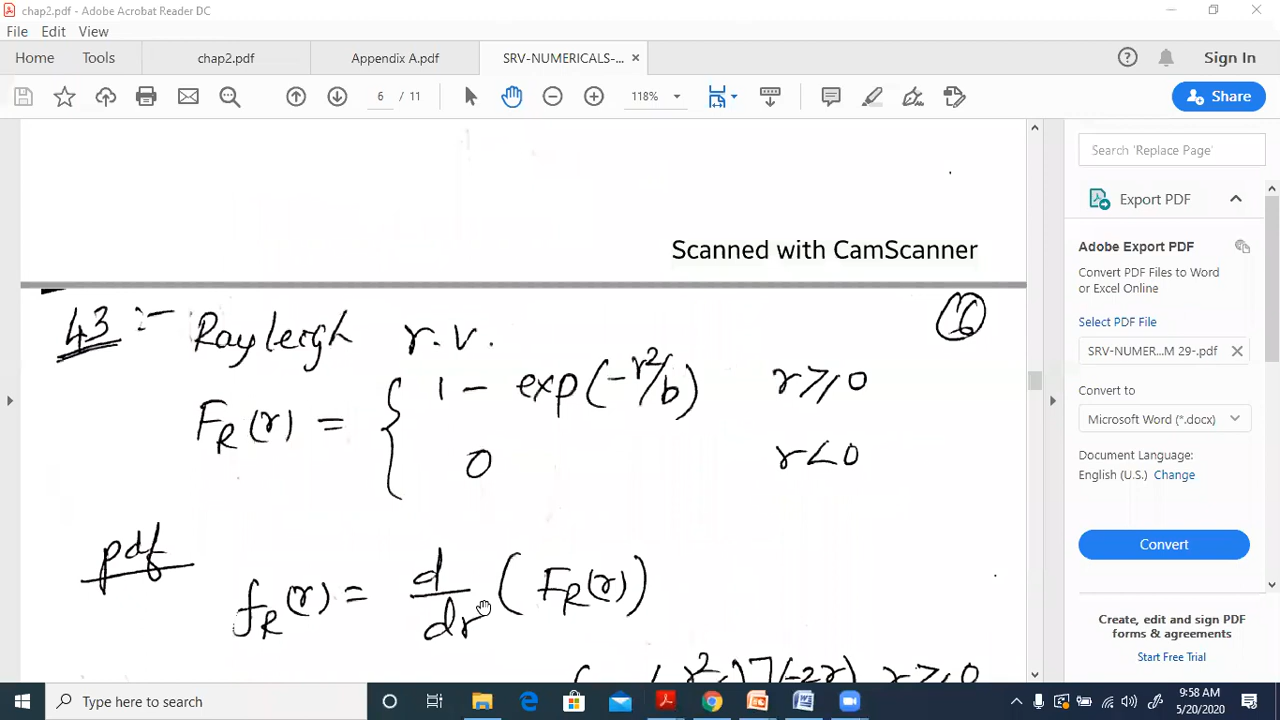 chap2.pdf - Adobe Acrobat Reader DC
File Edit View
Home Tools chap2.pdf Appendix A.pdf SRV-NUMERICALS-... × Sign In
6 / 11 118% Share
Scanned with CamScanner
43 :- Rayleigh r.v. 6
F_R(r) = { 1 - exp(-r²/b) r ≥ 0
0 r < 0
pdf
f_R(r) = d/dr (F_R(r))
r² (-2r) r ≥ 0
Search 'Replace Page'
Export PDF
Adobe Export PDF
Convert PDF Files to Word
or Excel Online
Select PDF File
SRV-NUMER...M 29-.pdf
Convert to
Microsoft Word (*.docx)
Document Language:
English (U.S.) Change
Convert
Create, edit and sign PDF
forms & agreements
Start Free Trial
Type here to search
9:58 AM
5/20/2020